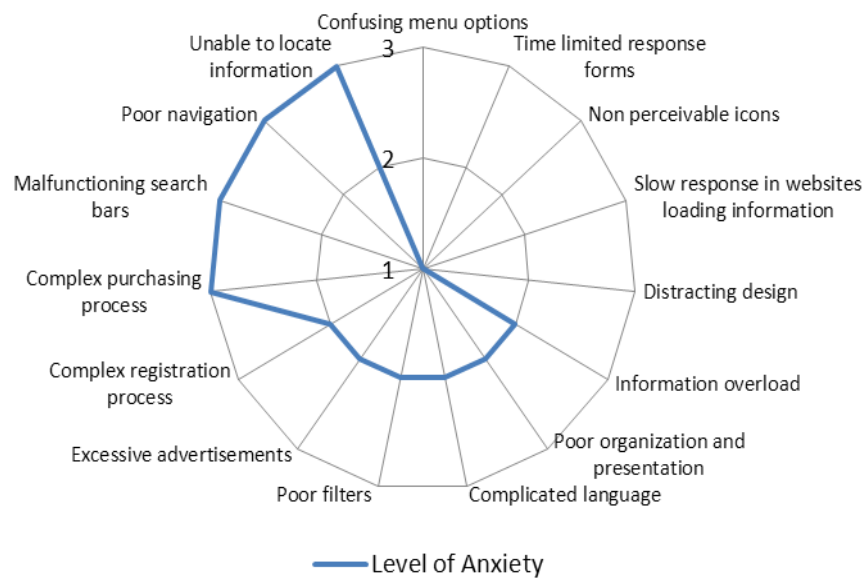 Confusing menu options
Time limited response
forms
Non perceivable icons
Slow response in websites
loading information
Distracting design
Information overload
Poor organization and
presentation
Complicated language
Poor filters
Excessive advertisements
Complex registration
process
Complex purchasing
process
Malfunctioning search
bars
Poor navigation
Unable to locate
information
3
2
1
Level of Anxiety